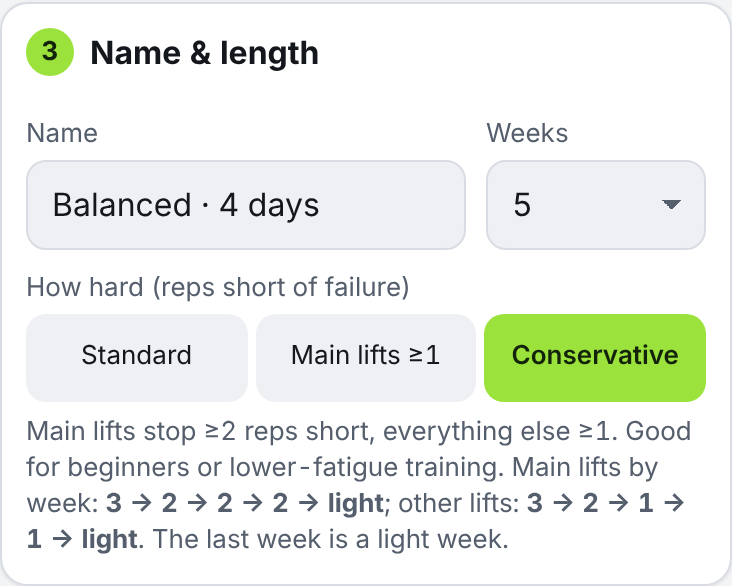 3 Name & length
Name
Weeks
Balanced · 4 days
5
How hard (reps short of failure)
Standard
Main lifts ≥1
Conservative
Main lifts stop ≥2 reps short, everything else ≥1. Good
for beginners or lower-fatigue training. Main lifts by
week: 3 → 2 → 2 → 2 → light; other lifts: 3 → 2 → 1 →
1 → light. The last week is a light week.